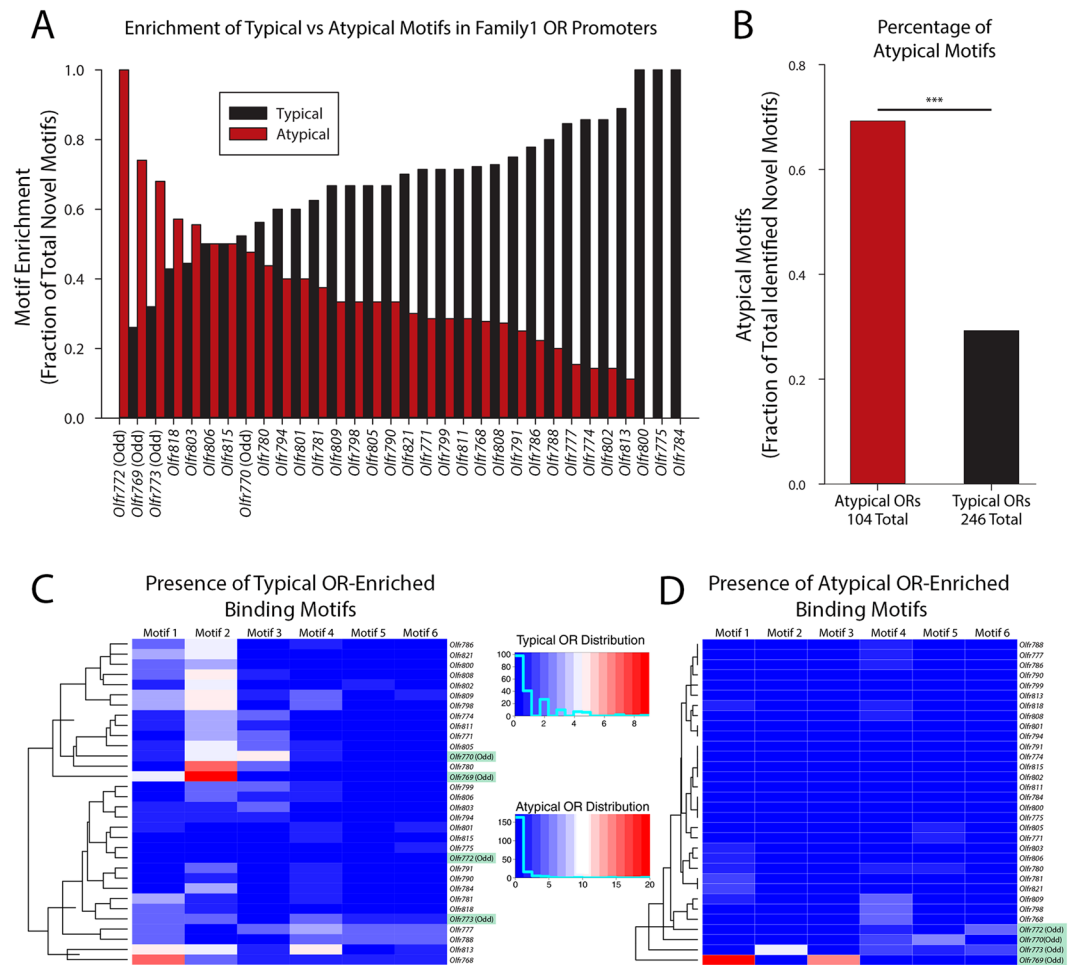 A
Enrichment of Typical vs Atypical Motifs in Family1 OR Promoters
Motif Enrichment
(Fraction of Total Novel Motifs)
1.0
0.8
0.6
0.4
0.2
0.0
Typical
Atypical
Olfr772 (Odd)
Olfr769 (Odd)
Olfr773 (Odd)
Olfr818
Olfr803
Olfr806
Olfr815
Olfr770 (Odd)
Olfr780
Olfr794
Olfr801
Olfr781
Olfr809
Olfr798
Olfr805
Olfr790
Olfr821
Olfr771
Olfr799
Olfr811
Olfr768
Olfr808
Olfr791
Olfr786
Olfr788
Olfr777
Olfr774
Olfr802
Olfr813
Olfr800
Olfr775
Olfr784
B
Percentage of
Atypical Motifs
Atypical Motifs
(Fraction of Total Identified Novel Motifs)
0.8
0.6
0.4
0.2
0.0
***
Atypical ORs
104 Total
Typical ORs
246 Total
C
Presence of Typical OR-Enriched
Binding Motifs
Motif 1 Motif 2 Motif 3 Motif 4 Motif 5 Motif 6
Olfr786
Olfr821
Olfr800
Olfr808
Olfr802
Olfr809
Olfr798
Olfr774
Olfr811
Olfr771
Olfr805
Olfr770 (Odd)
Olfr780
Olfr769 (Odd)
Olfr799
Olfr806
Olfr803
Olfr794
Olfr801
Olfr815
Olfr775
Olfr772 (Odd)
Olfr791
Olfr790
Olfr784
Olfr781
Olfr818
Olfr773 (Odd)
Olfr777
Olfr788
Olfr813
Olfr768
Typical OR Distribution
100
80
60
40
20
0
0 2 4 6 8
Atypical OR Distribution
150
100
50
0
0 5 10 15 20
D
Presence of Atypical OR-Enriched
Binding Motifs
Motif 1 Motif 2 Motif 3 Motif 4 Motif 5 Motif 6
Olfr788
Olfr777
Olfr786
Olfr790
Olfr799
Olfr813
Olfr818
Olfr808
Olfr801
Olfr794
Olfr791
Olfr774
Olfr815
Olfr802
Olfr811
Olfr784
Olfr800
Olfr775
Olfr805
Olfr771
Olfr803
Olfr806
Olfr780
Olfr781
Olfr821
Olfr809
Olfr798
Olfr768
Olfr772 (Odd)
Olfr770(Odd)
Olfr773 (Odd)
Olfr769 (Odd)